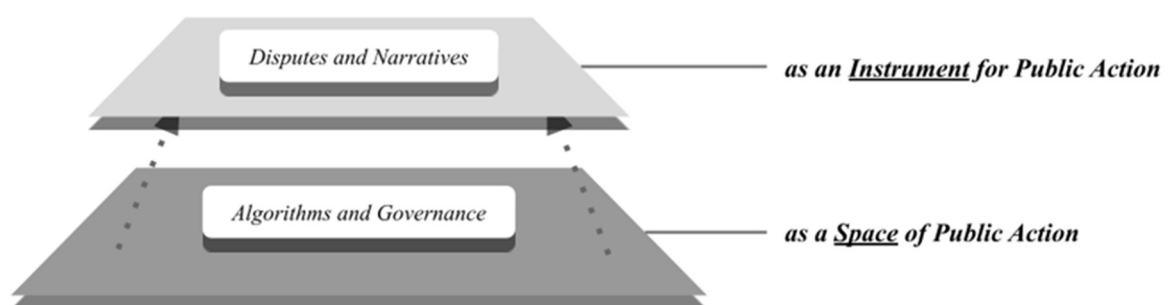 Disputes and Narratives
as an Instrument for Public Action
Algorithms and Governance
as a Space of Public Action